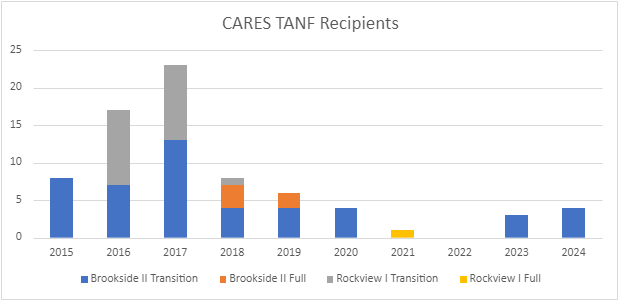 CARES TANF Recipients
25
20
15
10
5
0
2015 2016 2017 2018 2019 2020 2021 2022 2023 2024
Brookside II Transition Brookside II Full Rockview I Transition Rockview I Full